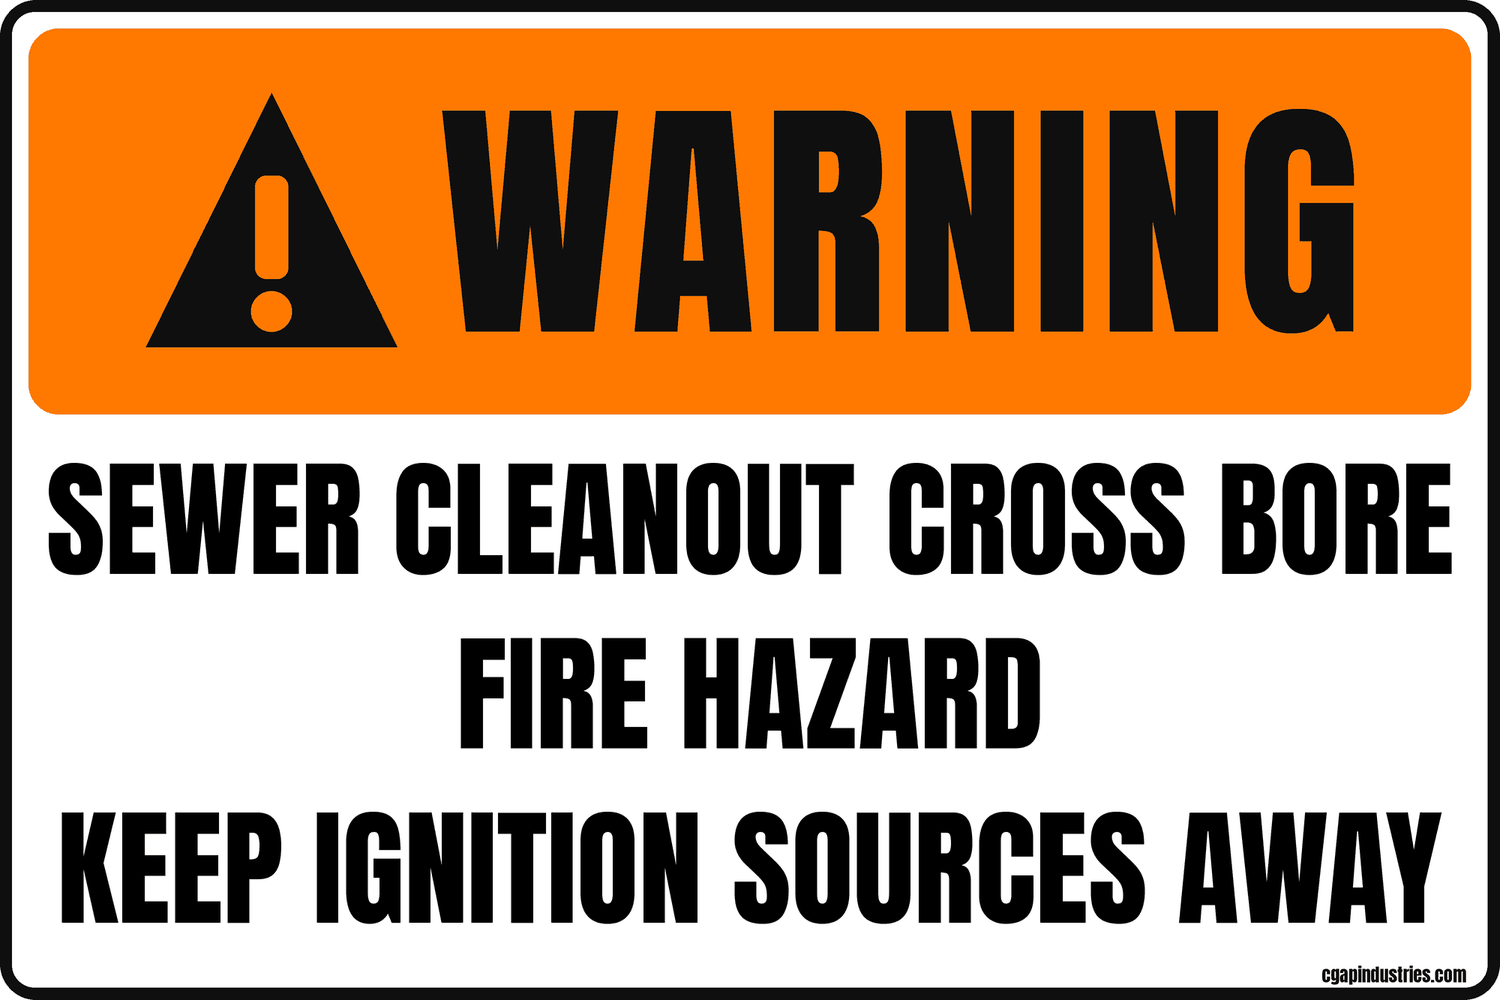 WARNING
SEWER CLEANOUT CROSS BORE
FIRE HAZARD
KEEP IGNITION SOURCES AWAY
cgapindustries.com